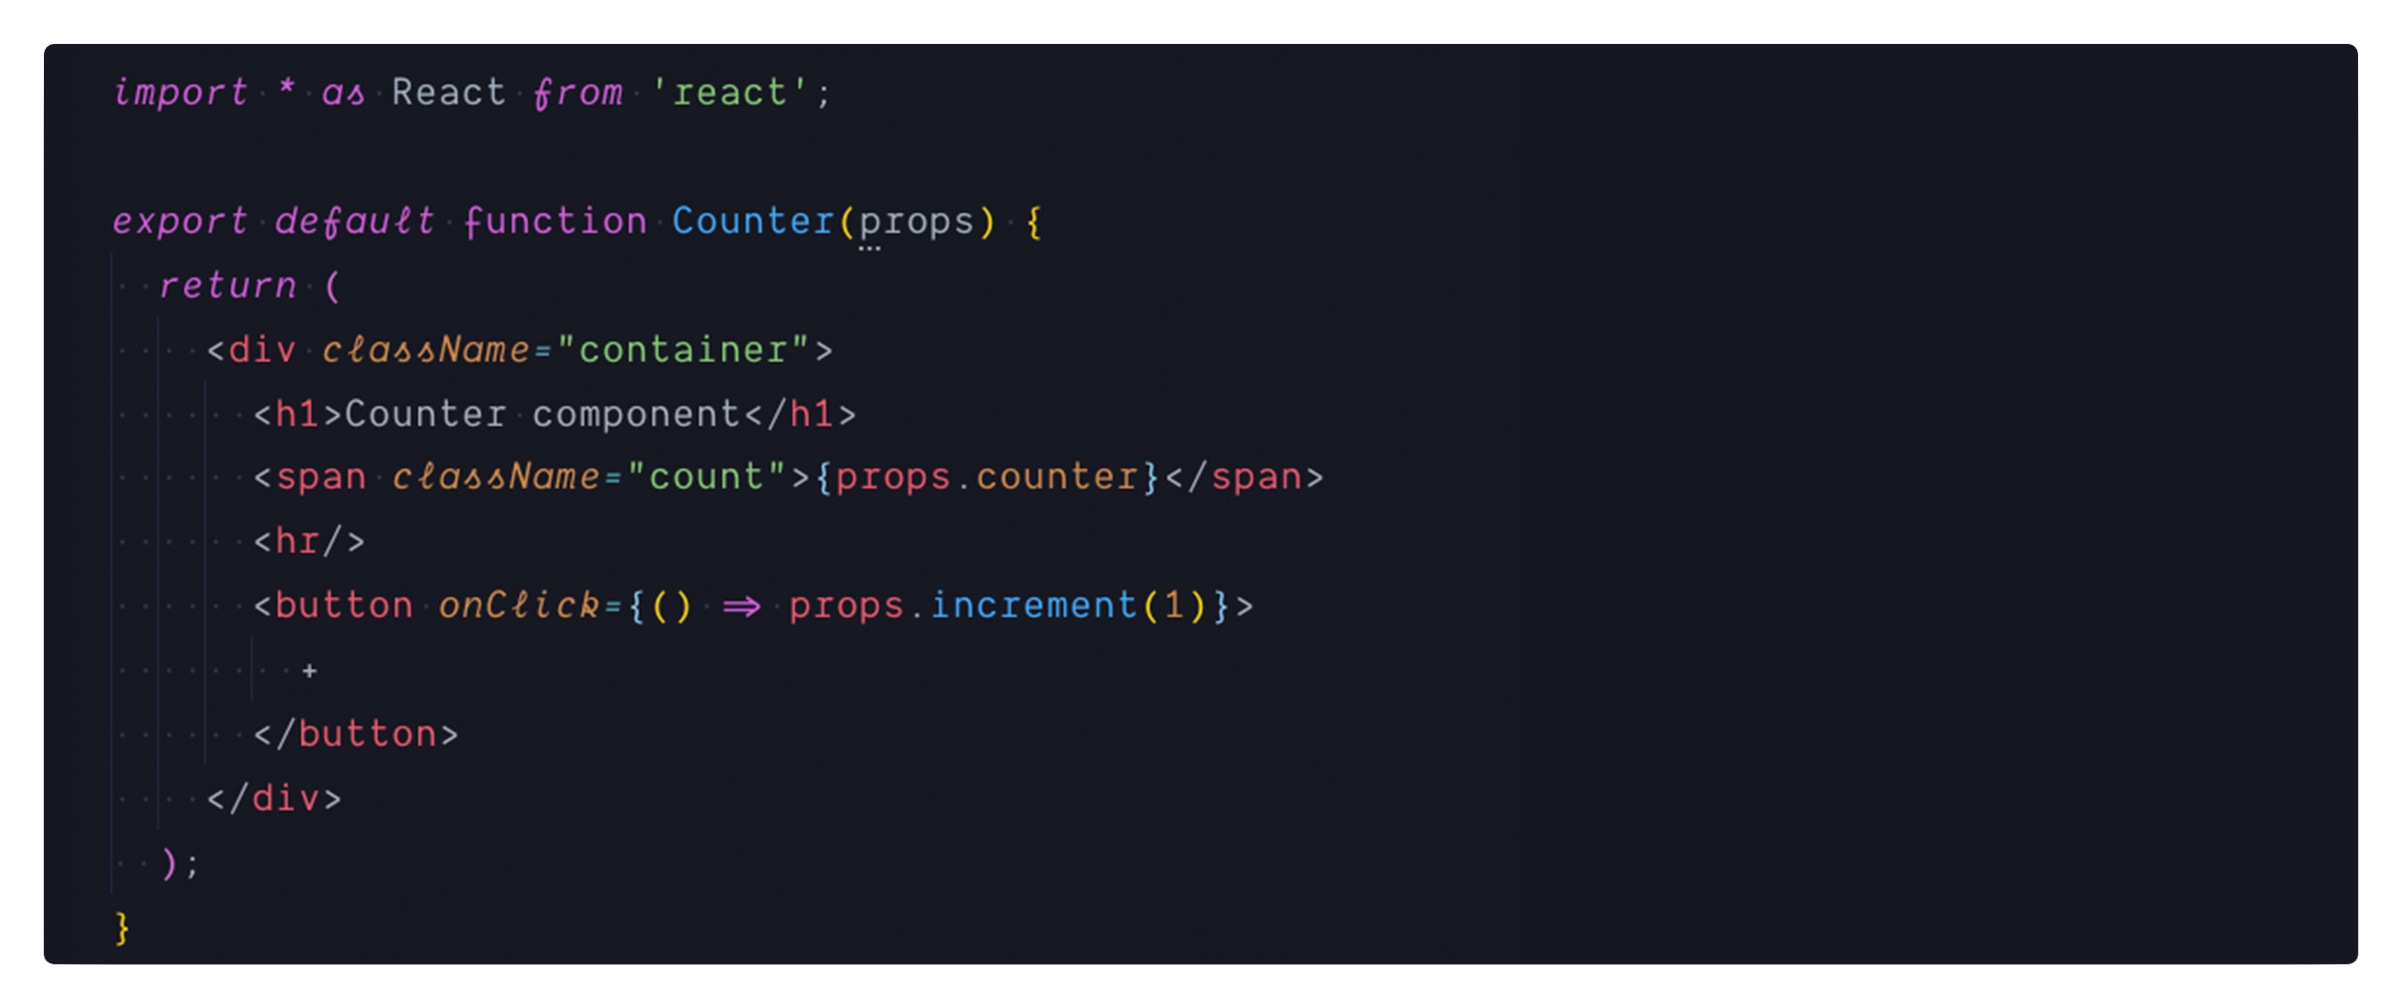 import * as React from 'react';
export default function Counter(props) {
return (
<div className="container">
<h1>Counter component</h1>
<span className="count">{props.counter}</span>
<hr/>
<button onClick={() => props.increment(1)}>
+
</button>
</div>
);
}